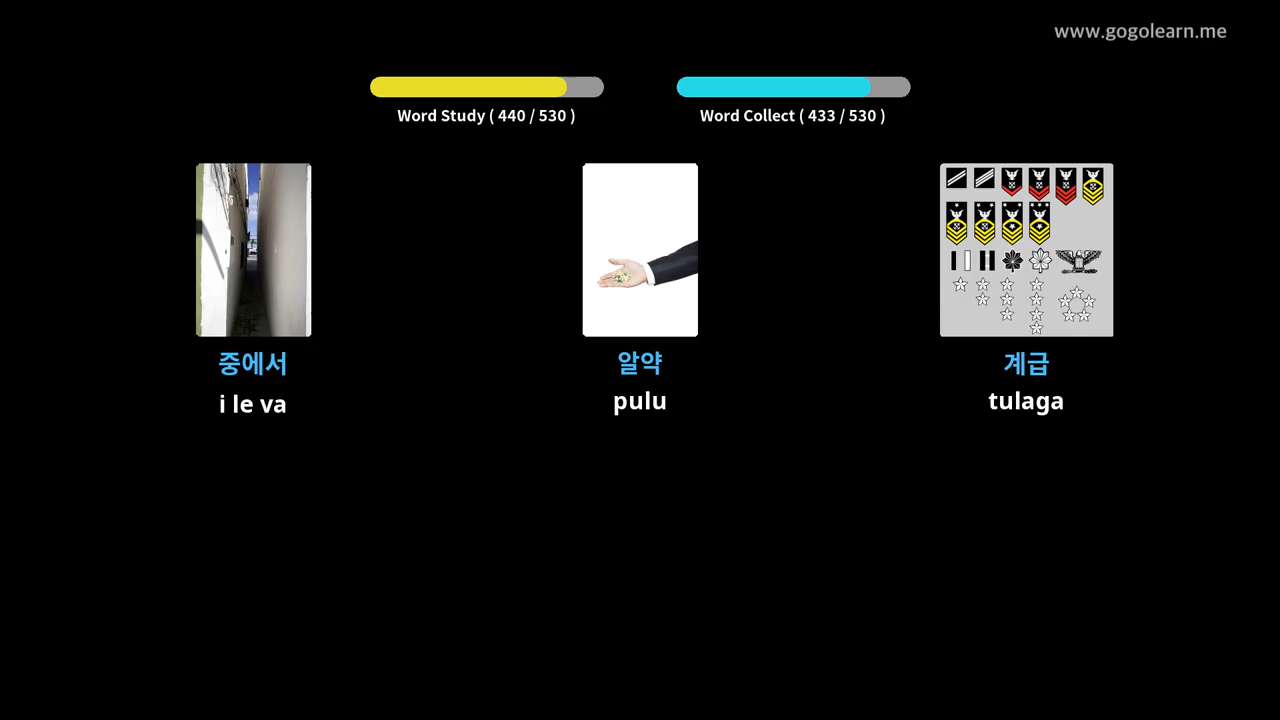 www.gogolearn.me
Word Study ( 440 / 530 )
Word Collect ( 433 / 530 )
중에서
알약
계급
i le va
pulu
tulaga